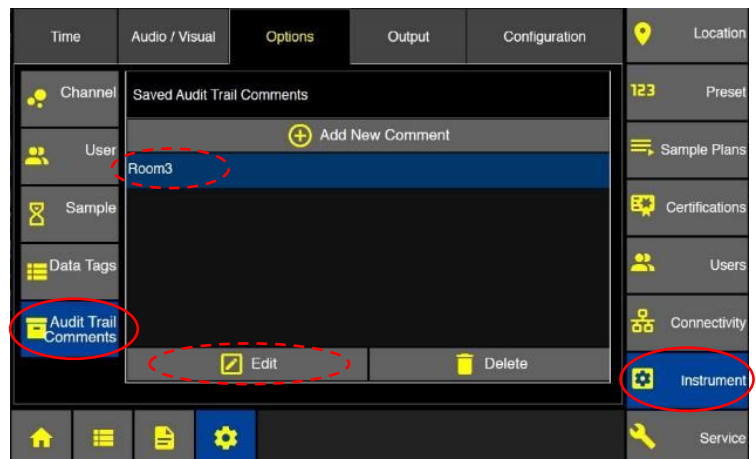 Time
Audio / Visual
Options
Output
Configuration
Location
Channel
Saved Audit Trail Comments
123
Preset
Add New Comment
User
Sample Plans
Room3
Sample
Certifications
Data Tags
Users
Audit Trail
Comments
Connectivity
Edit
Delete
Instrument
Service